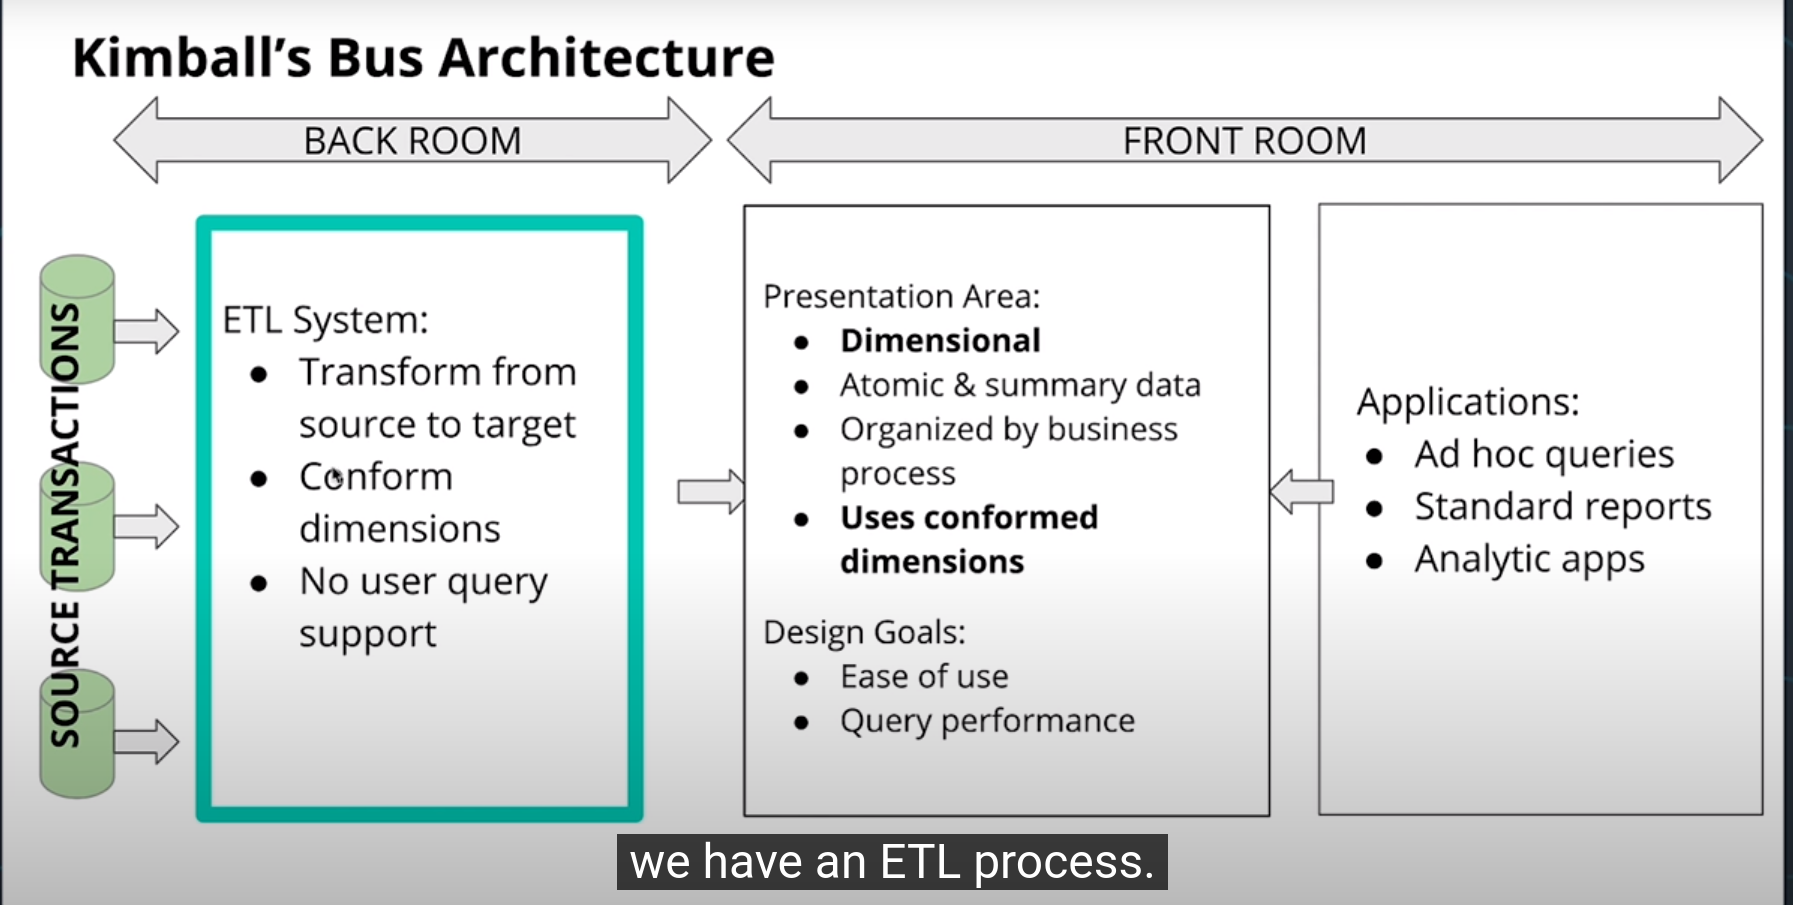 Kimball's Bus Architecture
BACK ROOM
FRONT ROOM
SOURCE TRANSACTIONS
ETL System:
● Transform from
source to target
● Conform
dimensions
● No user query
support
Presentation Area:
● Dimensional
● Atomic & summary data
● Organized by business
process
● Uses conformed
dimensions
Design Goals:
● Ease of use
● Query performance
Applications:
● Ad hoc queries
● Standard reports
● Analytic apps
we have an ETL process.